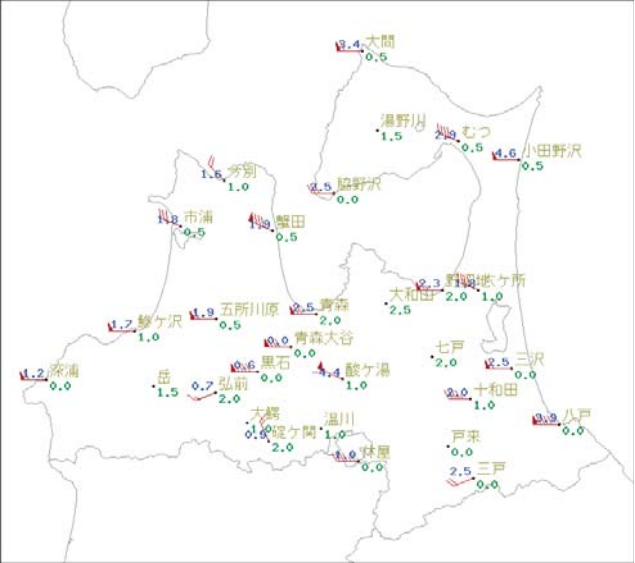 大間
3.4
0.5
湯野川
1.5
むつ
0.5
4.6
小田野沢
0.5
今別
1.6
1.0
2.5
脇野沢
0.0
1.8
市浦
0.5
蟹田
0.5
2.3
2.0
1.0
大和田
2.5
2.5
青森
2.0
1.9
五所川原
0.5
1.7
鯵ケ沢
1.0
0.0
青森大谷
0.0
七戸
2.0
2.5
三沢
0.0
0.6
黒石
0.0
-4.4
酸ケ湯
1.0
1.2
深浦
0.0
岳
1.5
0.7
弘前
2.0
十和田
1.0
3.9
八戸
0.0
大鰐
温川
1.0
0.9
碇ケ関
2.0
戸来
0.0
休屋
0.0
2.5
三戸
0.0